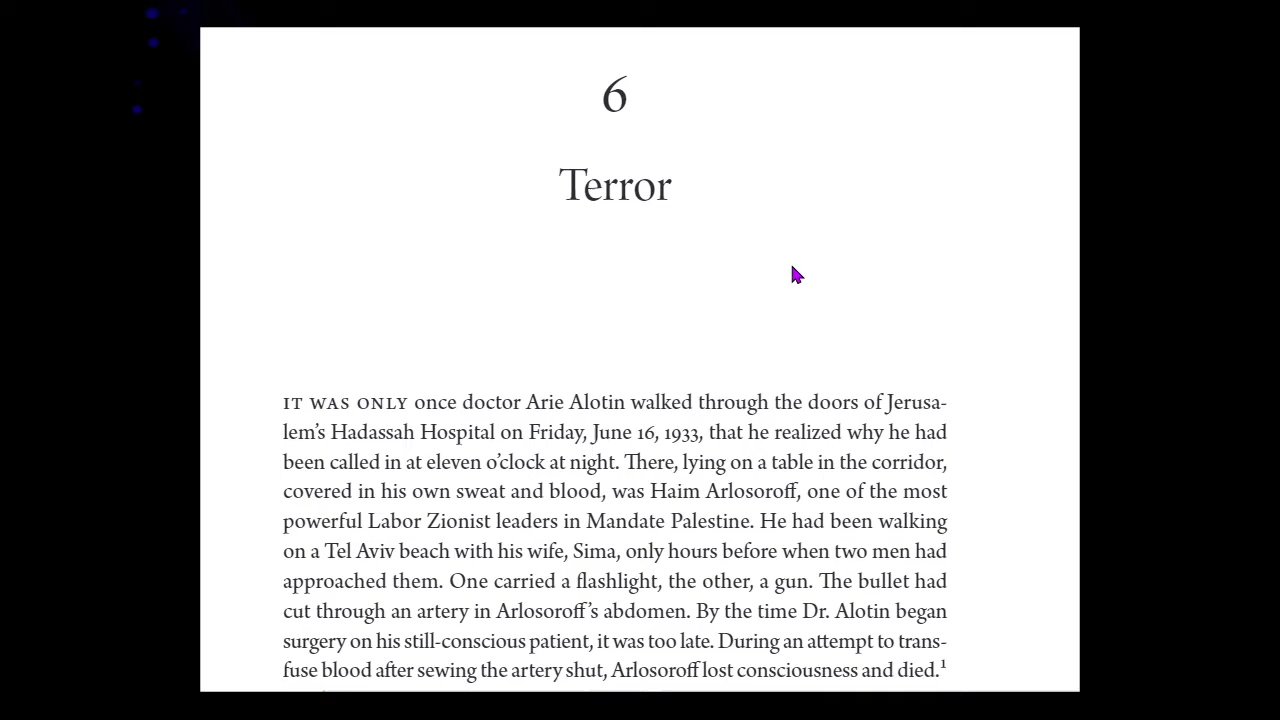 6
Terror
IT WAS ONLY once doctor Arie Alotin walked through the doors of Jerusa-
lem’s Hadassah Hospital on Friday, June 16, 1933, that he realized why he had
been called in at eleven o’clock at night. There, lying on a table in the corridor,
covered in his own sweat and blood, was Haim Arlosoroff, one of the most
powerful Labor Zionist leaders in Mandate Palestine. He had been walking
on a Tel Aviv beach with his wife, Sima, only hours before when two men had
approached them. One carried a flashlight, the other, a gun. The bullet had
cut through an artery in Arlosoroff’s abdomen. By the time Dr. Alotin began
surgery on his still-conscious patient, it was too late. During an attempt to trans-
fuse blood after sewing the artery shut, Arlosoroff lost consciousness and died.¹